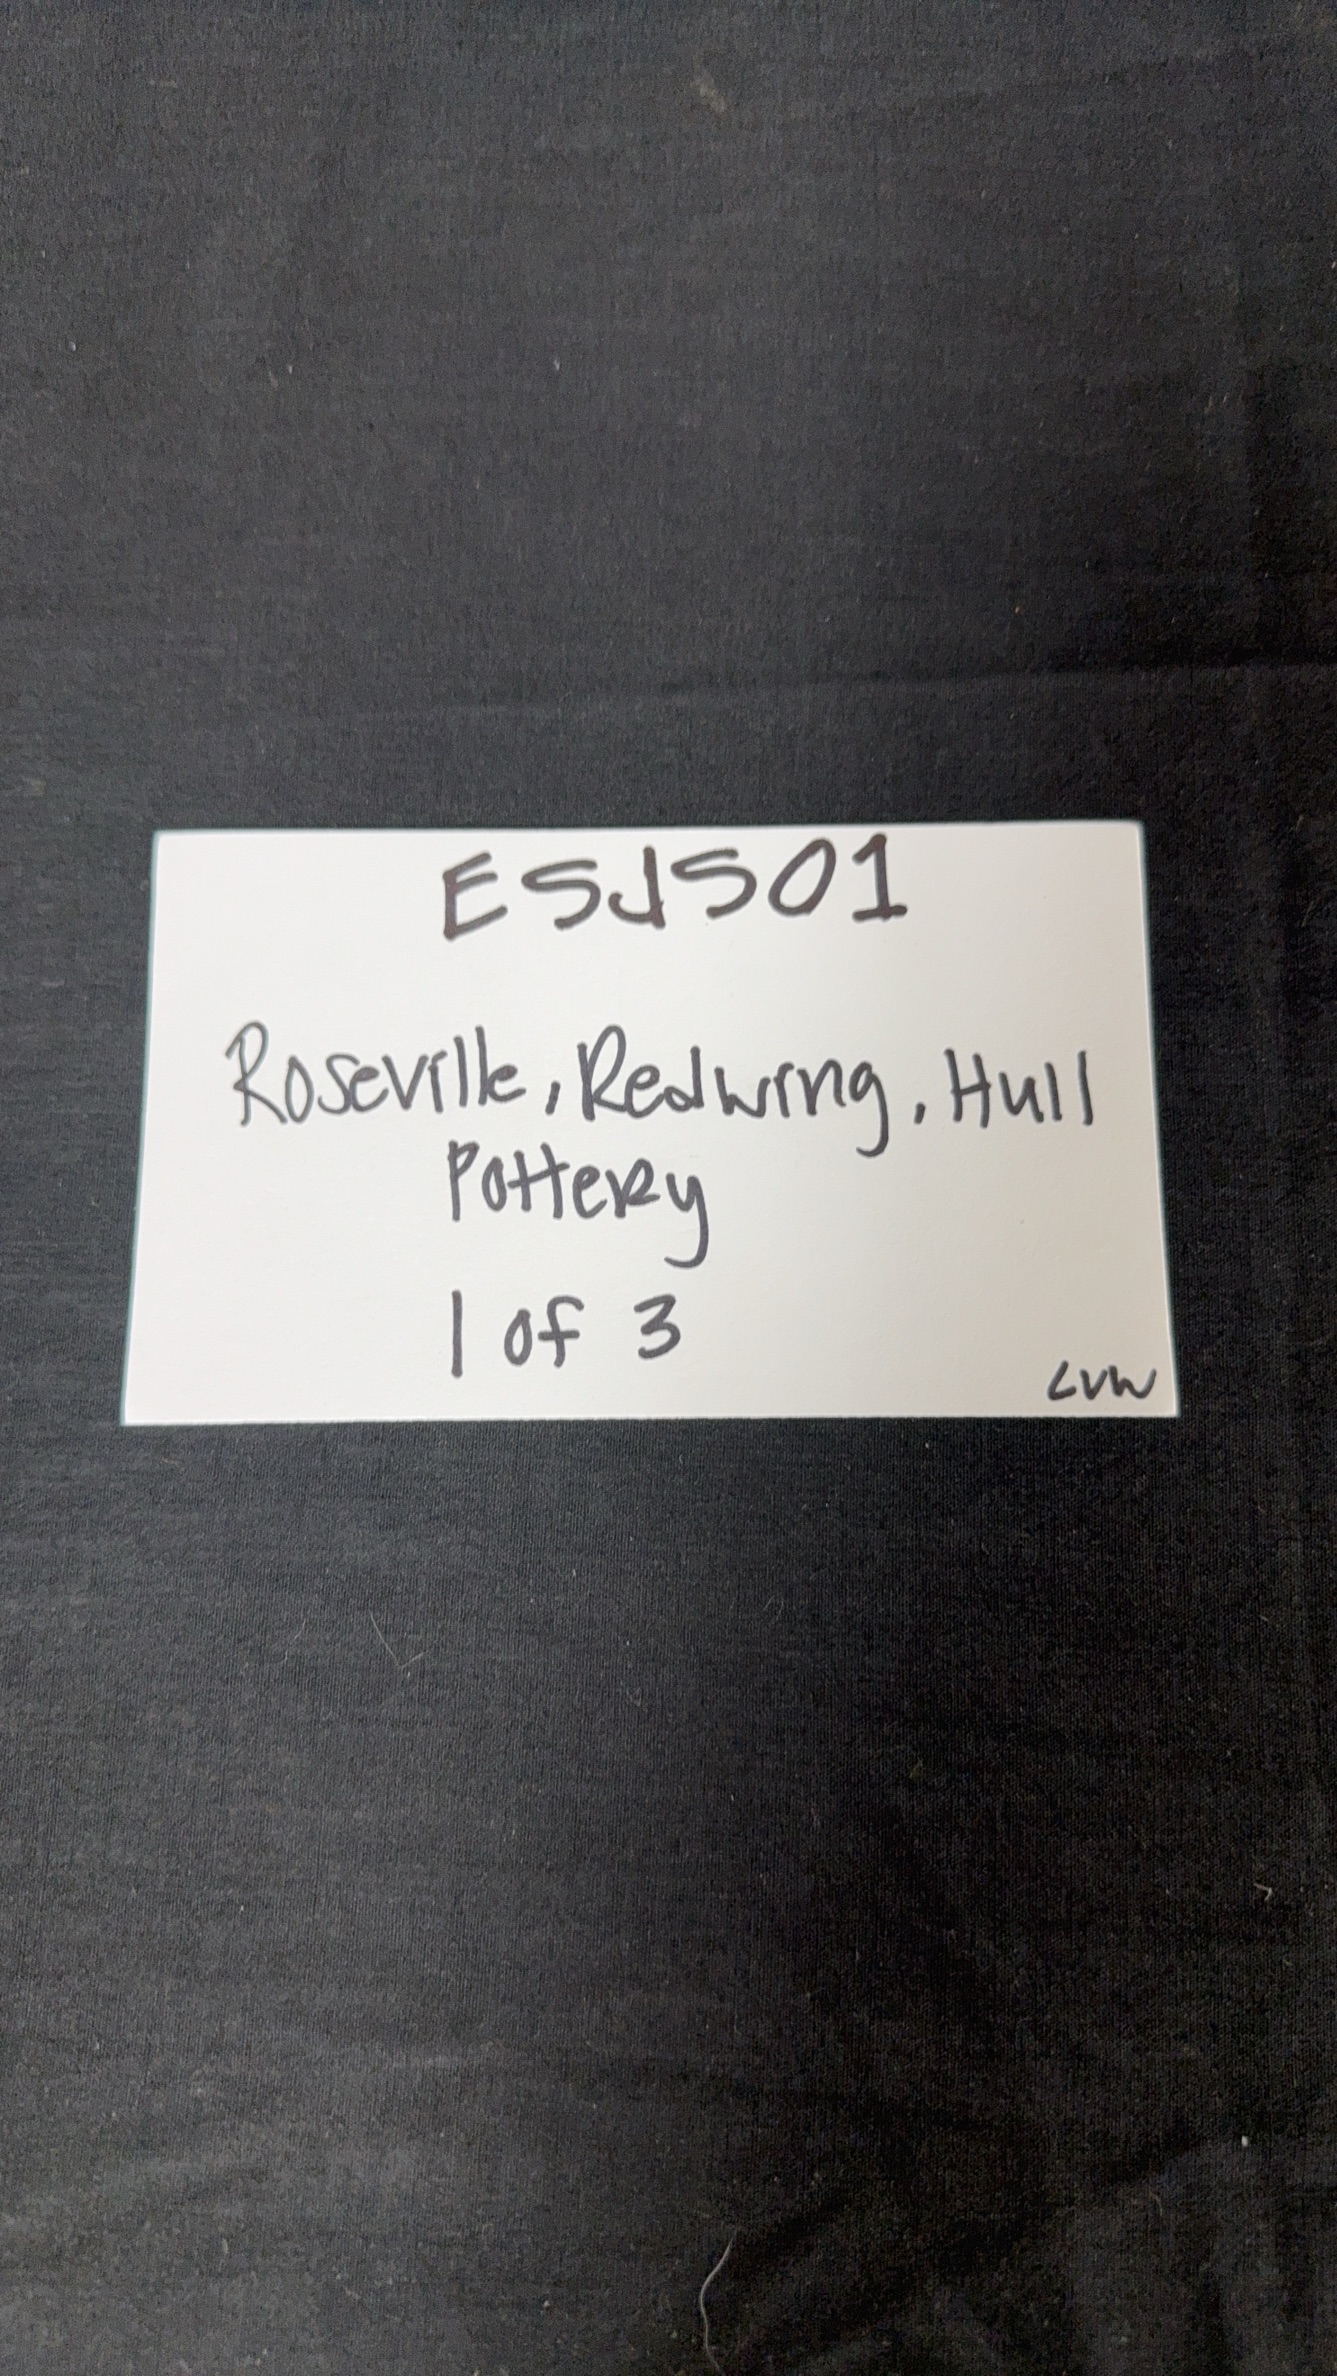 ESJS01
Roseville, Redwing, Hull
Pottery
1 of 3
LVW